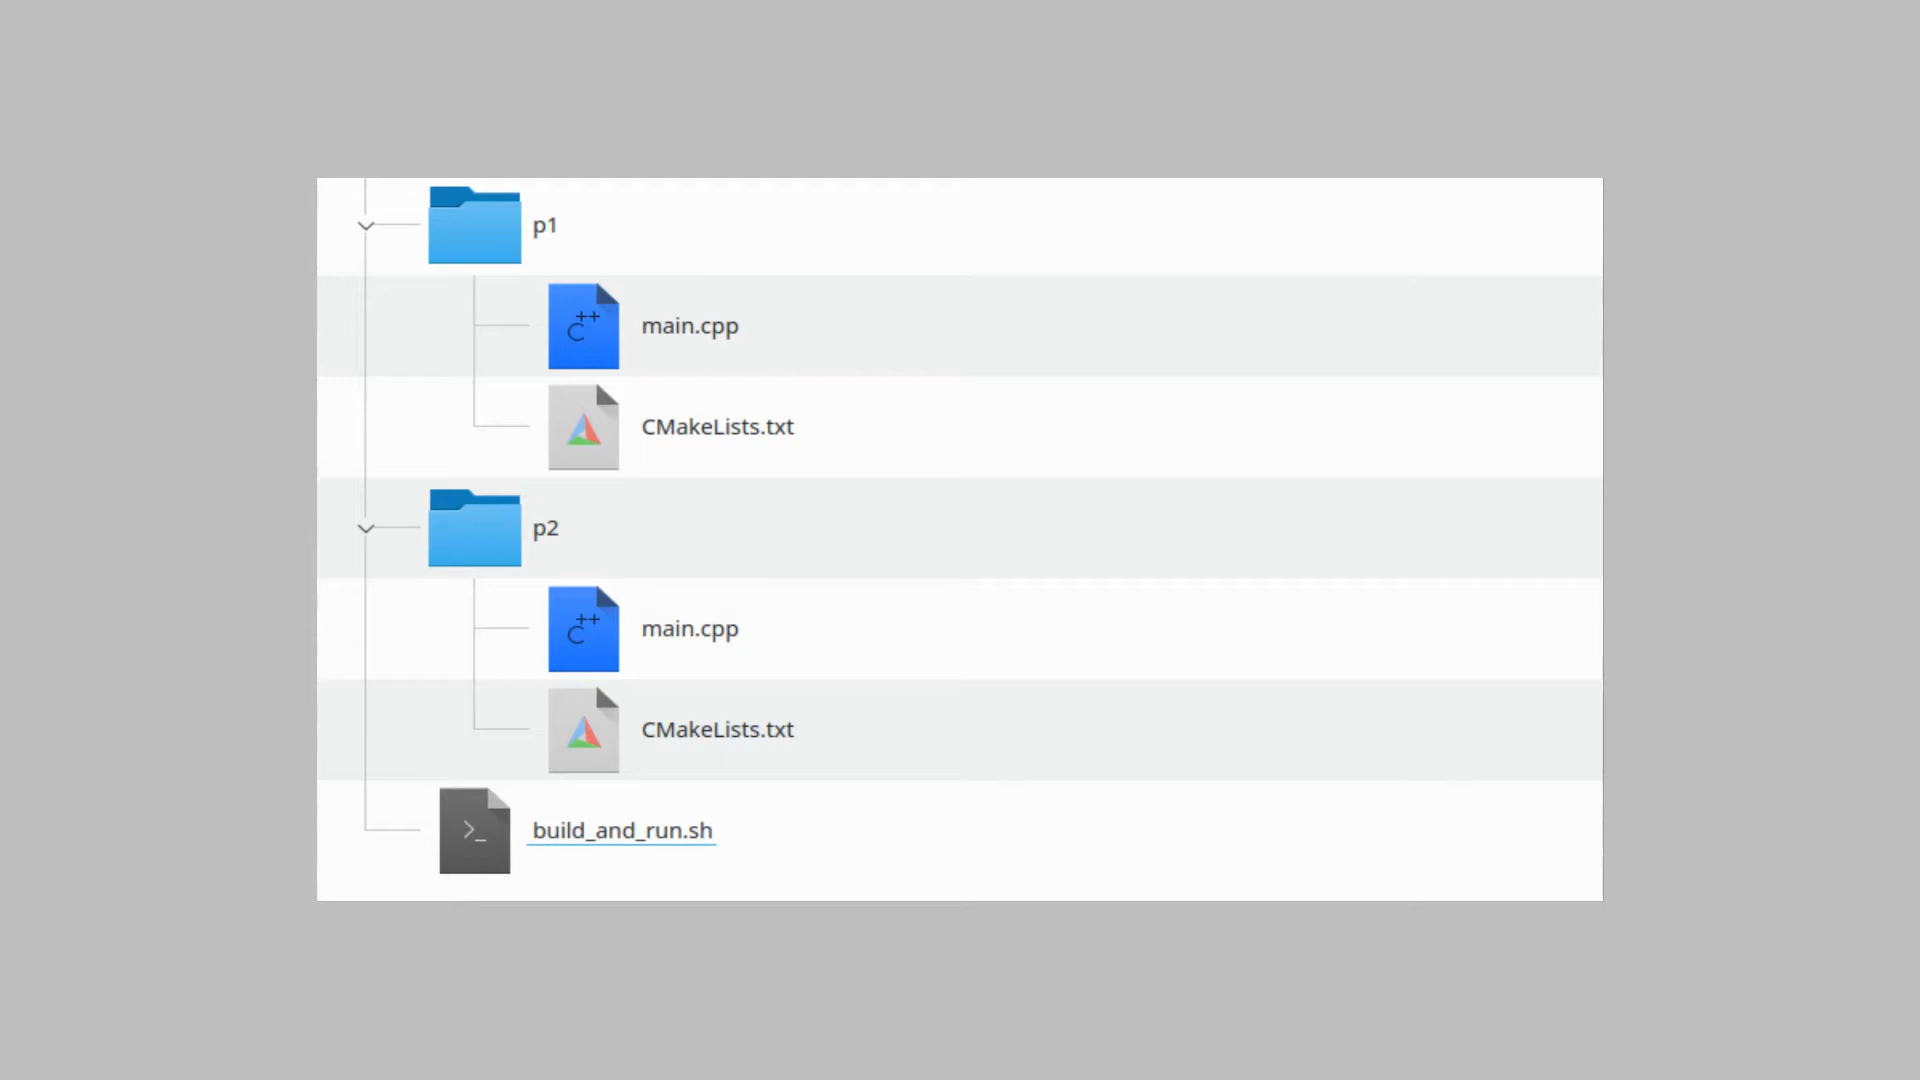 p1
C++
main.cpp
CMakeLists.txt
p2
C++
main.cpp
CMakeLists.txt
>_
build_and_run.sh